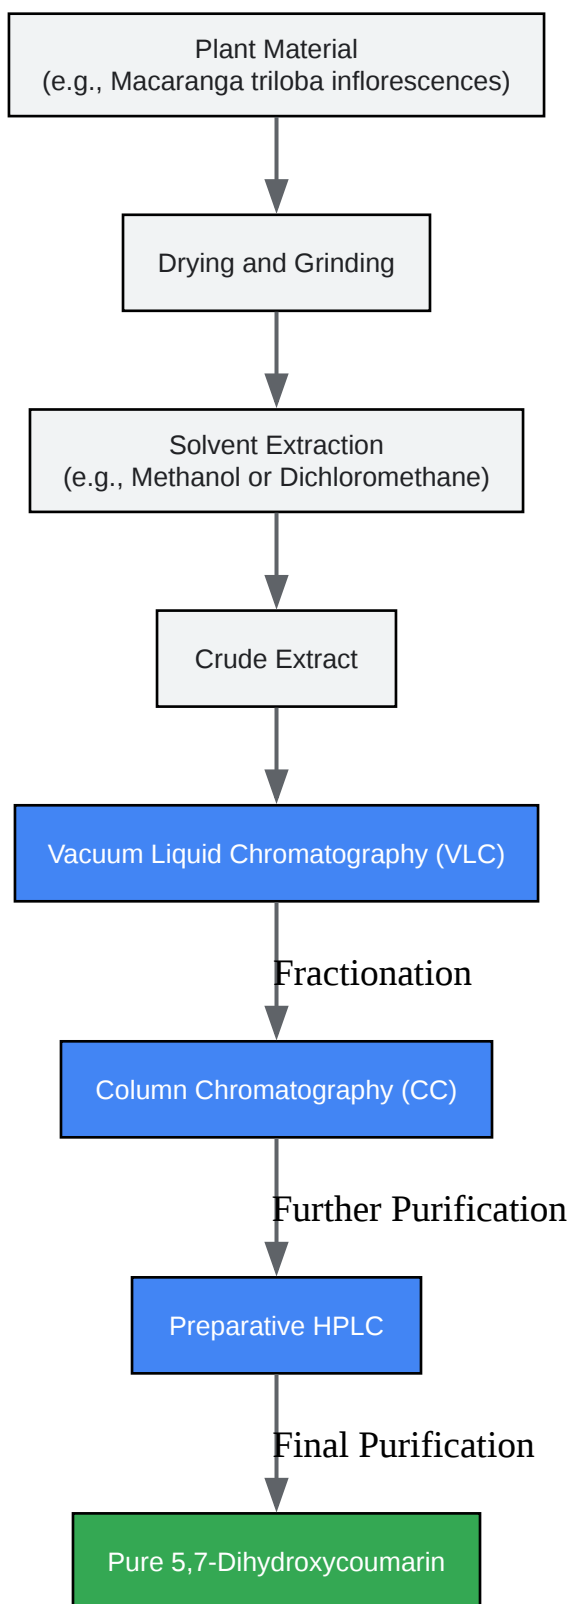 Plant Material
(e.g., Macaranga triloba inflorescences)
Drying and Grinding
Solvent Extraction
(e.g., Methanol or Dichloromethane)
Crude Extract
Vacuum Liquid Chromatography (VLC)
Fractionation
Column Chromatography (CC)
Further Purification
Preparative HPLC
Final Purification
Pure 5,7-Dihydroxycoumarin